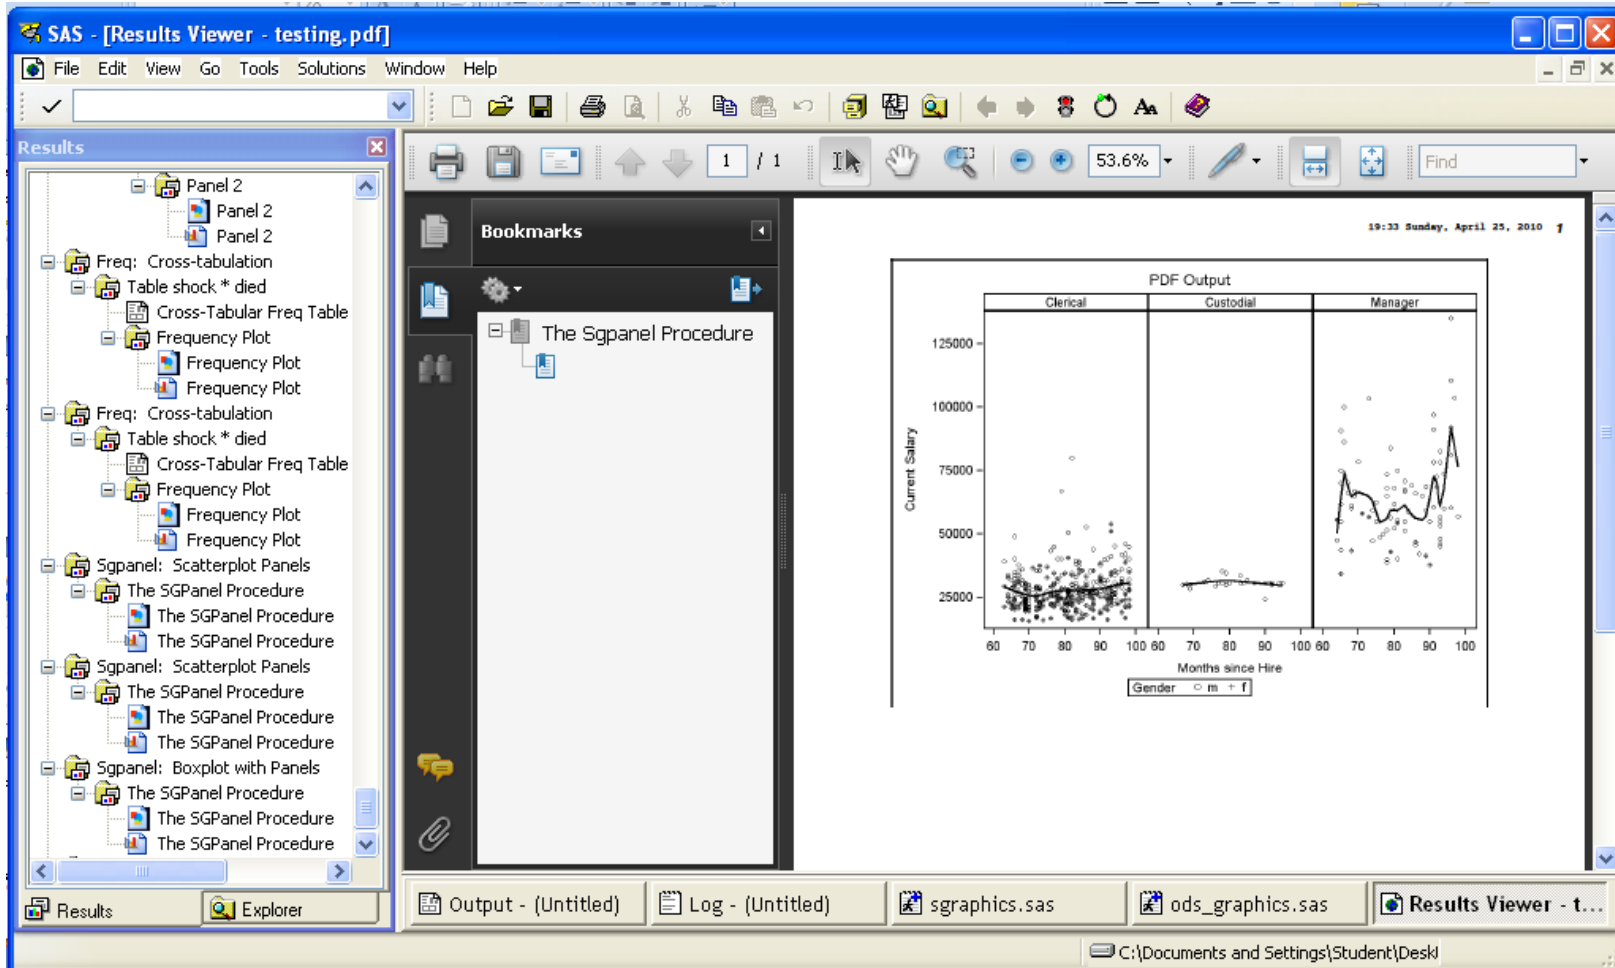 SAS - [Results Viewer - testing.pdf]
File Edit View Go Tools Solutions Window Help
Results
Panel 2
Panel 2
Panel 2
Freq: Cross-tabulation
Table shock * died
Cross-Tabular Freq Table
Frequency Plot
Frequency Plot
Frequency Plot
Freq: Cross-tabulation
Table shock * died
Cross-Tabular Freq Table
Frequency Plot
Frequency Plot
Frequency Plot
Sgpanel: Scatterplot Panels
The SGPanel Procedure
The SGPanel Procedure
The SGPanel Procedure
Sgpanel: Scatterplot Panels
The SGPanel Procedure
The SGPanel Procedure
The SGPanel Procedure
Sgpanel: Boxplot with Panels
The SGPanel Procedure
The SGPanel Procedure
The SGPanel Procedure
Results Explorer
1 / 1 53.6% Find
Bookmarks
The Sgpanel Procedure
19:33 Sunday, April 25, 2010 1
PDF Output
Clerical Custodial Manager
Current Salary
125000
100000
75000
50000
25000
60 70 80 90 100 60 70 80 90 100 60 70 80 90 100
Months since Hire
Gender m f
Output - (Untitled) Log - (Untitled) sgraphics.sas ods_graphics.sas Results Viewer - t...
C:\Documents and Settings\Student\Desk